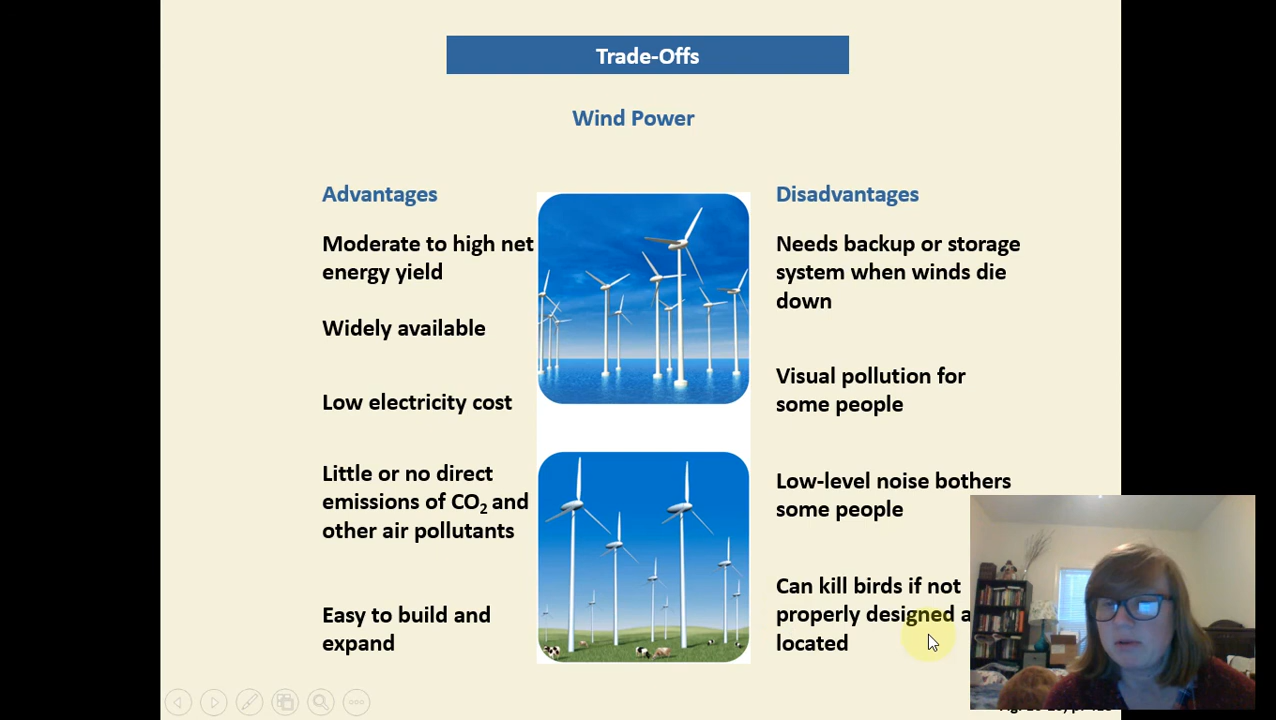 Trade-Offs
Wind Power
Advantages
Moderate to high net
energy yield
Widely available
Low electricity cost
Little or no direct
emissions of CO₂ and
other air pollutants
Easy to build and
expand
Disadvantages
Needs backup or storage
system when winds die
down
Visual pollution for
some people
Low-level noise bothers
some people
Can kill birds if not
properly designed
located